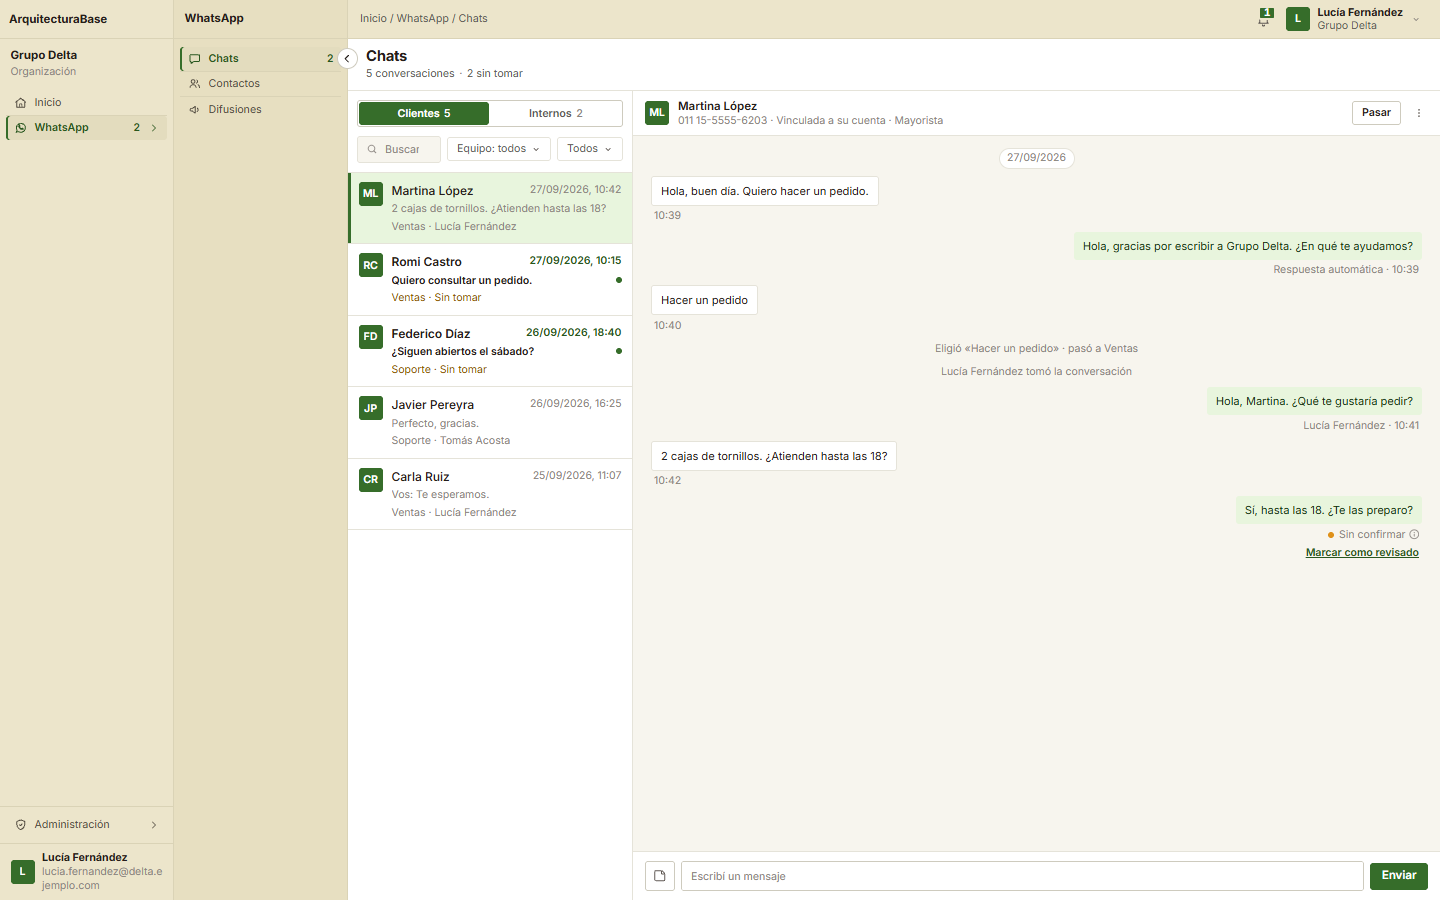 ArquitecturaBase
Grupo Delta
Organización
Inicio
WhatsApp 2
Administración
L
Lucía Fernández
lucia.fernandez@delta.e
jemplo.com
WhatsApp
Chats 2
Contactos
Difusiones
Inicio / WhatsApp / Chats
1
L
Lucía Fernández
Grupo Delta
Chats
5 conversaciones · 2 sin tomar
Clientes 5
Internos 2
Buscar
Equipo: todos
Todos
ML
Martina López 27/09/2026, 10:42
2 cajas de tornillos. ¿Atienden hasta las 18?
Ventas · Lucía Fernández
RC
Romi Castro 27/09/2026, 10:15
Quiero consultar un pedido.
Ventas · Sin tomar
FD
Federico Díaz 26/09/2026, 18:40
¿Siguen abiertos el sábado?
Soporte · Sin tomar
JP
Javier Pereyra 26/09/2026, 16:25
Perfecto, gracias.
Soporte · Tomás Acosta
CR
Carla Ruiz 25/09/2026, 11:07
Vos: Te esperamos.
Ventas · Lucía Fernández
ML
Martina López
011 15-5555-6203 · Vinculada a su cuenta · Mayorista
Pasar
27/09/2026
Hola, buen día. Quiero hacer un pedido.
10:39
Hola, gracias por escribir a Grupo Delta. ¿En qué te ayudamos?
Respuesta automática · 10:39
Hacer un pedido
10:40
Eligió «Hacer un pedido» · pasó a Ventas
Lucía Fernández tomó la conversación
Hola, Martina. ¿Qué te gustaría pedir?
Lucía Fernández · 10:41
2 cajas de tornillos. ¿Atienden hasta las 18?
10:42
Sí, hasta las 18. ¿Te las preparo?
Sin confirmar
Marcar como revisado
Escribí un mensaje
Enviar